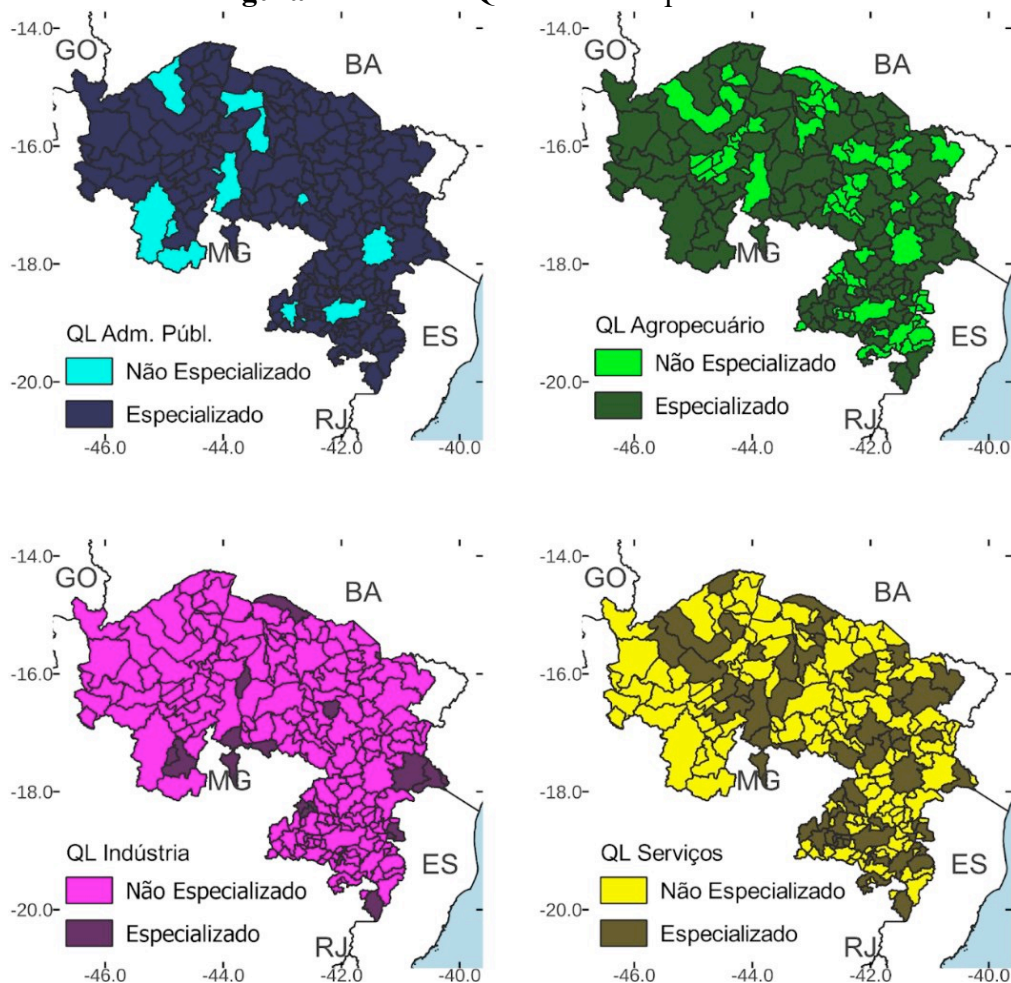 -14.0
GO
BA
-16.0
-18.0
MG
ES
QL Adm. Públ.
Não Especializado
Especializado
-20.0
RJ
-46.0 -44.0 -42.0 -40.0
-14.0
GO
BA
-16.0
-18.0
MG
ES
QL Agropecuário
Não Especializado
Especializado
-20.0
RJ
-46.0 -44.0 -42.0 -40.0
-14.0
GO
BA
-16.0
-18.0
MG
ES
QL Indústria
Não Especializado
Especializado
-20.0
RJ
-46.0 -44.0 -42.0 -40.0
-14.0
GO
BA
-16.0
-18.0
MG
ES
QL Serviços
Não Especializado
Especializado
-20.0
RJ
-46.0 -44.0 -42.0 -40.0